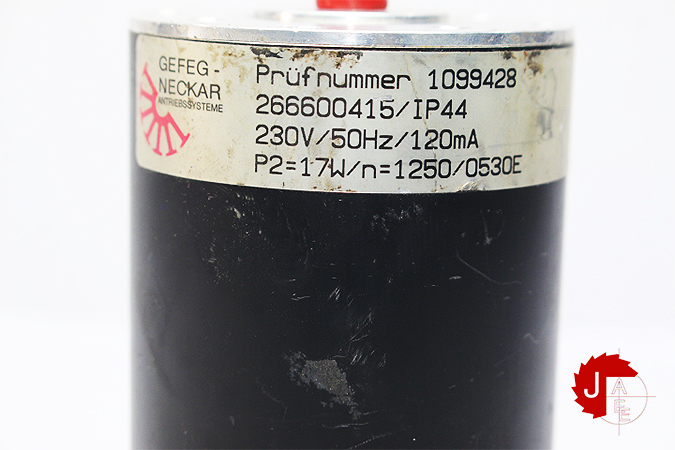 GEFEG -
NECKAR
ANTRIEBSSYSTEME
Prüfnummer 1099428
266600415/IP44
230V/50Hz/120mA
P2=17W/n=1250/0530E
J
A